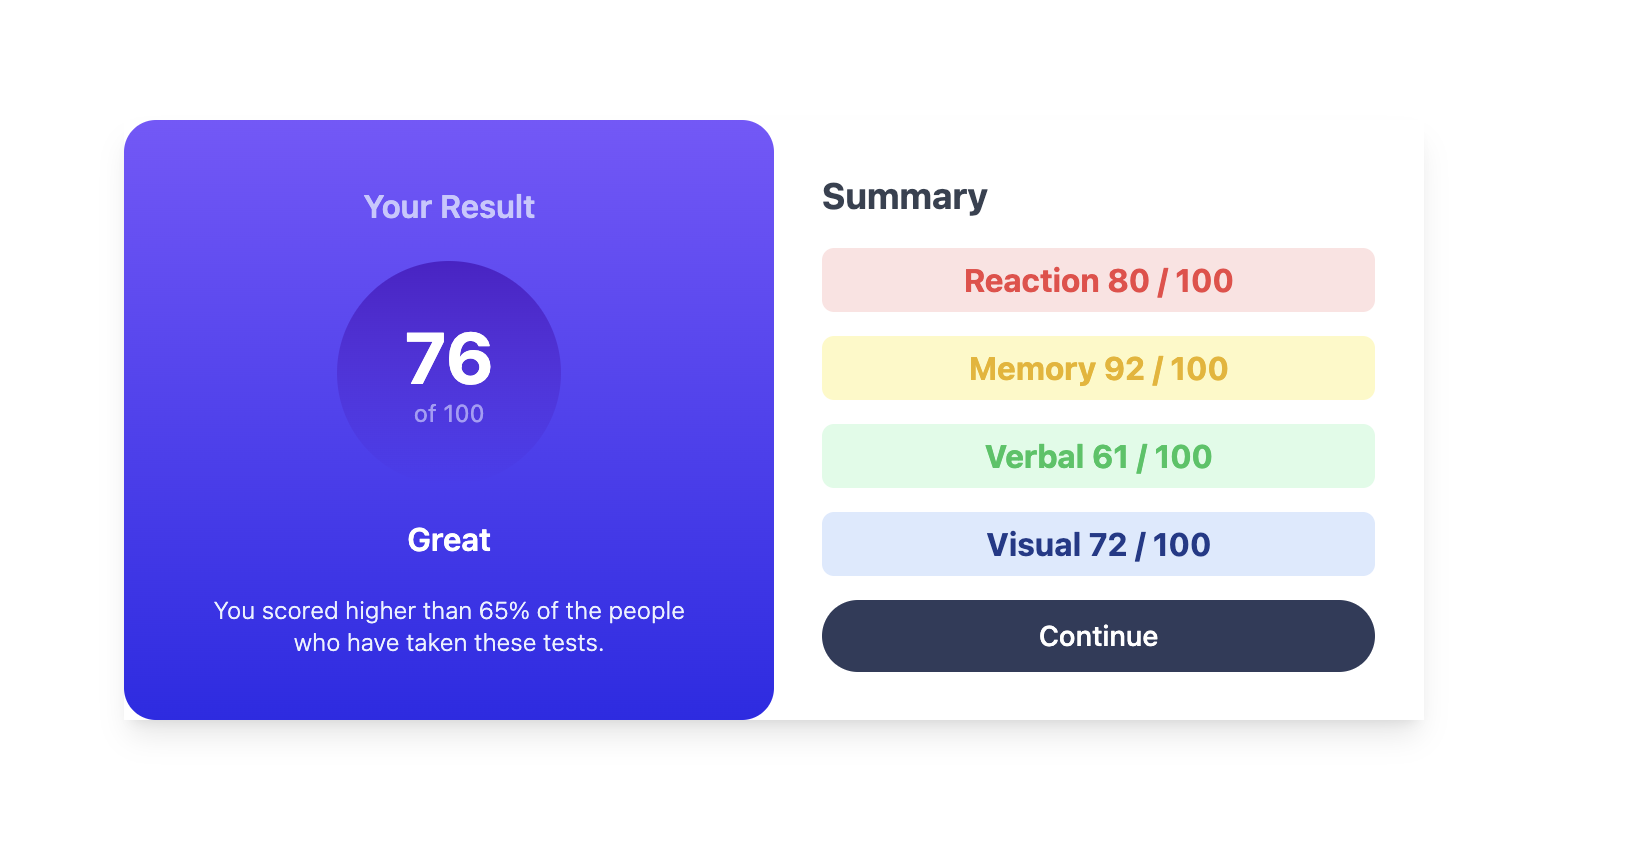 Your Result
76
of 100
Great
You scored higher than 65% of the people
who have taken these tests.
Summary
Reaction 80 / 100
Memory 92 / 100
Verbal 61 / 100
Visual 72 / 100
Continue